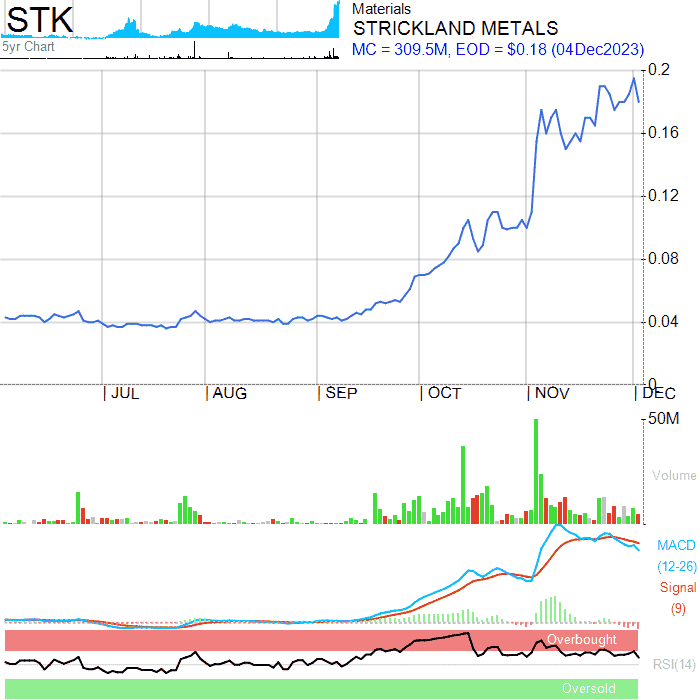 STK
5yr Chart
Materials
STRICKLAND METALS
MC = 309.5M, EOD = $0.18 (04Dec2023)
0.2
0.16
0.12
0.08
0.04
0
JUL AUG SEP OCT NOV DEC
50M
Volume
MACD
(12-26)
Signal
(9)
Overbought
RSI(14)
Oversold